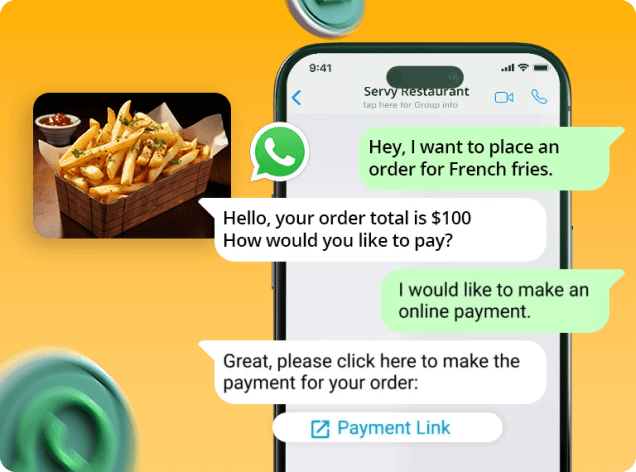 9:41
Servy Restaurant
tap here for Group info
Hey, I want to place an
order for French fries.
Hello, your order total is $100
How would you like to pay?
I would like to make an
online payment.
Great, please click here to make the
payment for your order:
Payment Link